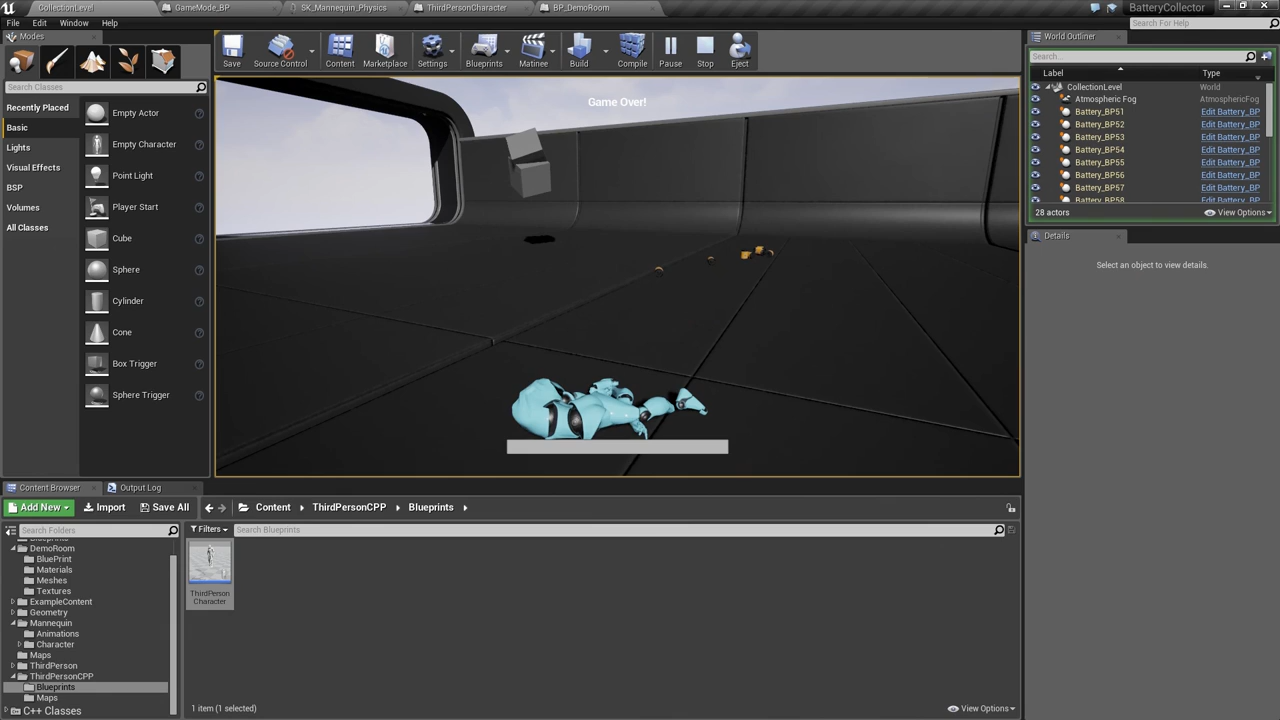 CollectionLevel
GameMode_BP
SK_Mannequin_Physics
ThirdPersonCharacter
BP_DemoRoom
BatteryCollector
File Edit Window Help
Search For Help
Modes
Search Classes
Recently Placed
Basic
Lights
Visual Effects
BSP
Volumes
All Classes
Empty Actor
Empty Character
Point Light
Player Start
Cube
Sphere
Cylinder
Cone
Box Trigger
Sphere Trigger
Save
Source Control
Content
Marketplace
Settings
Blueprints
Matinee
Build
Compile
Pause
Stop
Eject
Game Over!
World Outliner
Search...
Label Type
CollectionLevel World
Atmospheric Fog AtmosphericFog
Battery_BP51 Edit Battery_BP
Battery_BP52 Edit Battery_BP
Battery_BP53 Edit Battery_BP
Battery_BP54 Edit Battery_BP
Battery_BP55 Edit Battery_BP
Battery_BP56 Edit Battery_BP
Battery_BP57 Edit Battery_BP
Battery_BP58 Edit Battery_BP
28 actors View Options
Details
Select an object to view details.
Content Browser
Output Log
Add New Import Save All
Content ThirdPersonCPP Blueprints
Search Folders
Filters
Search Blueprints
DemoRoom
BluePrint
Materials
Meshes
Textures
ExampleContent
Geometry
Mannequin
Animations
Character
Maps
ThirdPerson
ThirdPersonCPP
Blueprints
Maps
C++ Classes
ThirdPerson
Character
1 item (1 selected)
View Options